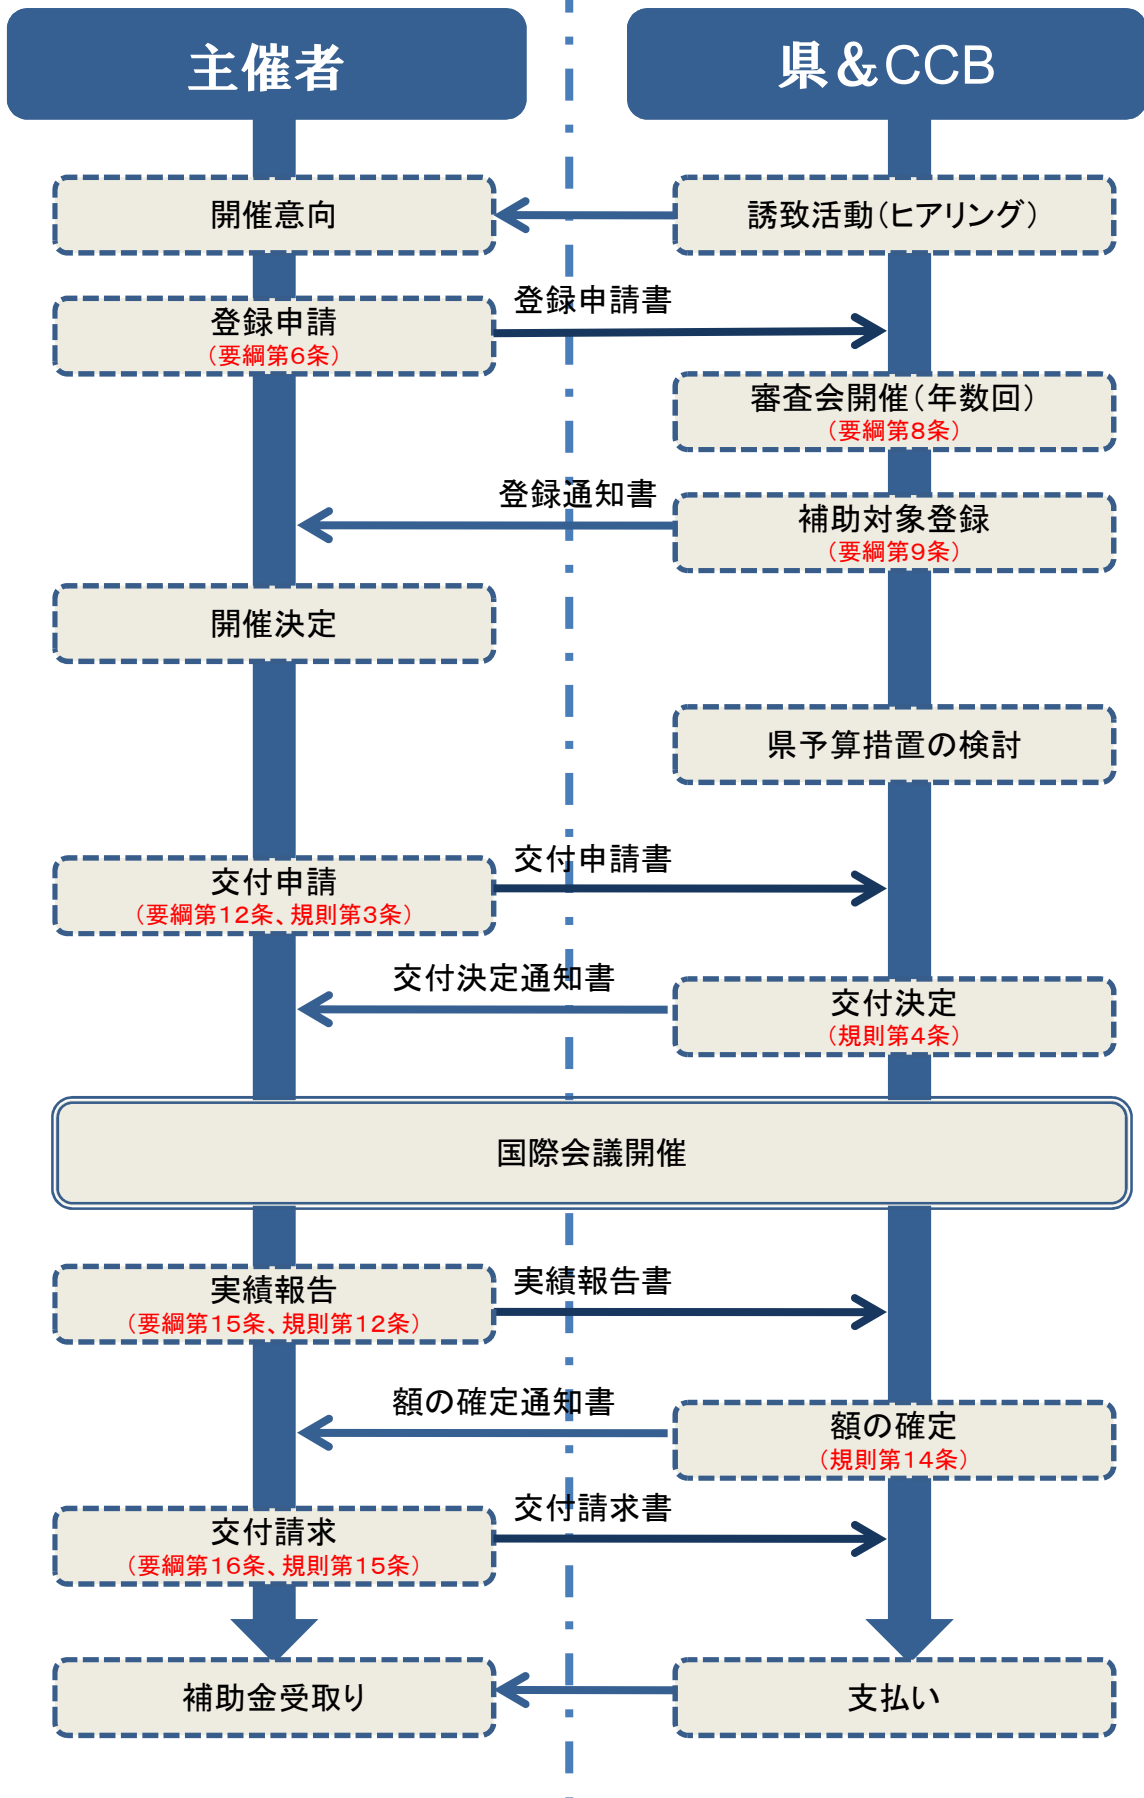 主催者
県＆CCB
開催意向
誘致活動（ヒアリング）
登録申請書
登録申請
（要綱第６条）
審査会開催（年数回）
（要綱第８条）
登録通知書
補助対象登録
（要綱第９条）
開催決定
県予算措置の検討
交付申請書
交付申請
（要綱第１２条、規則第３条）
交付決定通知書
交付決定
（規則第４条）
国際会議開催
実績報告書
実績報告
（要綱第１５条、規則第１２条）
額の確定通知書
額の確定
（規則第１４条）
交付請求書
交付請求
（要綱第１６条、規則第１５条）
補助金受取り
支払い